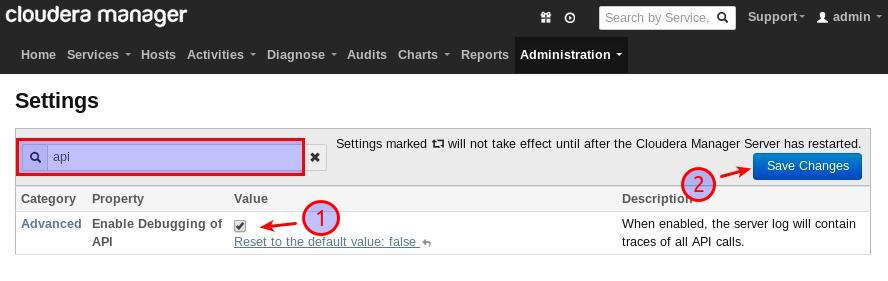 cloudera manager
Search by Service, Support admin
Home Services Hosts Activities Diagnose Audits Charts Reports Administration
Settings
api
Settings marked will not take effect until after the Cloudera Manager Server has restarted.
Save Changes
2
Category Property Value Description
Advanced Enable Debugging of API
1
Reset to the default value: false
When enabled, the server log will contain
traces of all API calls.